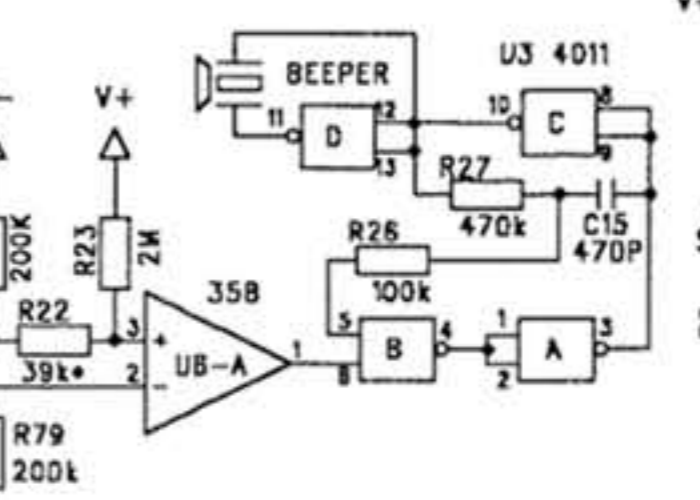 U3 4011
BEEPER
V+
11
12
D
13
10
8
C
9
R27
470k
C15
470P
200K
R23
2M
R26
100k
358
R22
39k*
3
+
2
-
U8-A
1
5
B
4
6
1
A
3
2
R79
200k